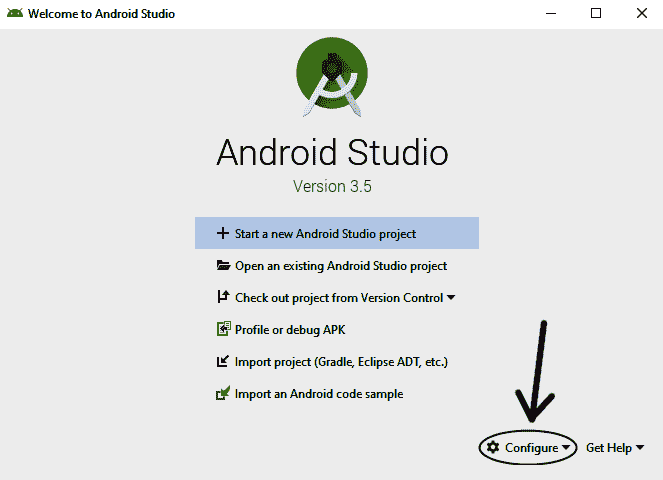 Welcome to Android Studio
Android Studio
Version 3.5
Start a new Android Studio project
Open an existing Android Studio project
Check out project from Version Control
Profile or debug APK
Import project (Gradle, Eclipse ADT, etc.)
Import an Android code sample
Configure Get Help